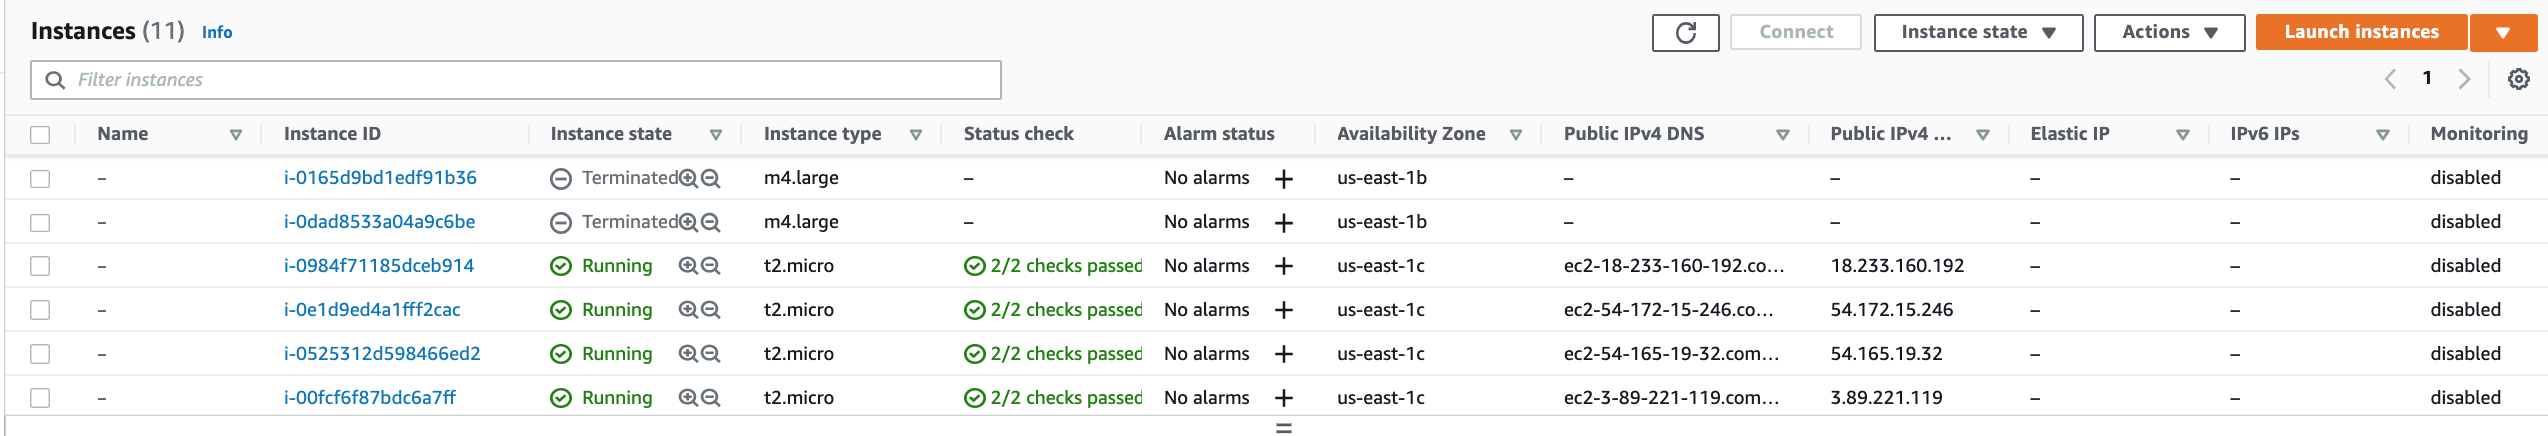 Instances (11) Info Connect Instance state Actions Launch instances
Filter instances 1
Name Instance ID Instance state Instance type Status check Alarm status Availability Zone Public IPv4 DNS Public IPv4 ... Elastic IP IPv6 IPs Monitoring
– i-0165d9bd1edf91b36 Terminated m4.large – No alarms + us-east-1b – – – – disabled
– i-0dad8533a04a9c6be Terminated m4.large – No alarms + us-east-1b – – – – disabled
– i-0984f71185dceb914 Running t2.micro 2/2 checks passed No alarms + us-east-1c ec2-18-233-160-192.co... 18.233.160.192 – – disabled
– i-0e1d9ed4a1fff2cac Running t2.micro 2/2 checks passed No alarms + us-east-1c ec2-54-172-15-246.co... 54.172.15.246 – – disabled
– i-0525312d598466ed2 Running t2.micro 2/2 checks passed No alarms + us-east-1c ec2-54-165-19-32.com... 54.165.19.32 – – disabled
– i-00fcf6f87bdc6a7ff Running t2.micro 2/2 checks passed No alarms + us-east-1c ec2-3-89-221-119.com... 3.89.221.119 – – disabled